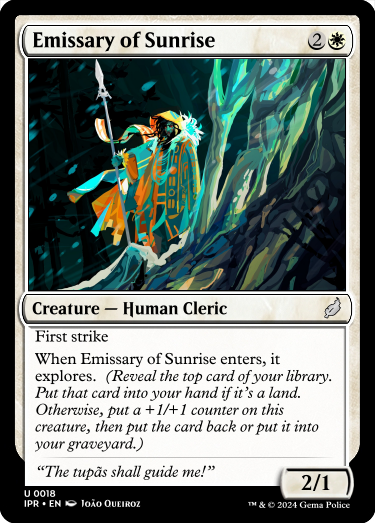 Emissary of Sunrise 2
Creature — Human Cleric
First strike
When Emissary of Sunrise enters, it
explores. (Reveal the top card of your library.
Put that card into your hand if it's a land.
Otherwise, put a +1/+1 counter on this
creature, then put the card back or put it into
your graveyard.)
“The tupãs shall guide me!”
2/1
U 0018
IPR • EN João Queiroz
™ & © 2024 Gema Police